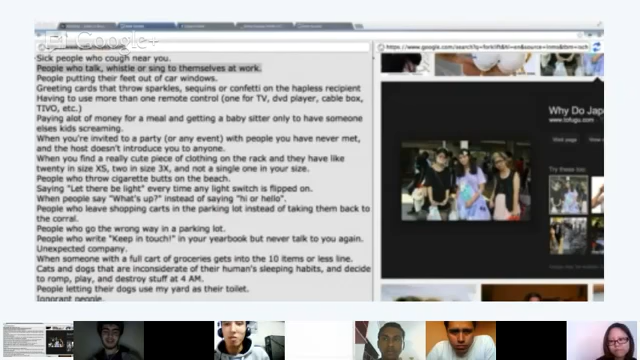 Google+
https://www.google.com/search?q=
Sick people who cough near you.
People who talk, whistle or sing to themselves at work.
People putting their feet out of car windows.
Greeting cards that throw sparkles, sequins or confetti on the hapless recipient
Having to use more than one remote control (one for TV, dvd player, cable box,
TIVO, etc.)
Paying alot of money for a meal and getting a baby sitter only to have someone
elses kids screaming.
When you're invited to a party (or any event) with people you have never met,
and the host doesn't introduce you to anyone.
When you find a really cute piece of clothing on the rack and they have like
twenty in size XS, two in size 3X, and not a single one in your size.
People who throw cigarette butts on the beach.
Saying "Let there be light" every time any light switch is flipped on.
When people say "What's up?" instead of saying "hi or hello".
People who leave shopping carts in the parking lot instead of taking them back to
the corral.
People who go the wrong way in a parking lot.
People who write "Keep in touch!" in your yearbook but never talk to you again.
Unexpected company.
When someone with a full cart of groceries gets into the 10 items or less line.
Cats and dogs that are inconsiderate of their human's sleeping habits, and decide
to romp, play, and destroy stuff at 4 AM.
People letting their dogs use my yard as their toilet.
Ignorant people.
Why Do Jap
www.tofugu.com
Visit page
Try these too: